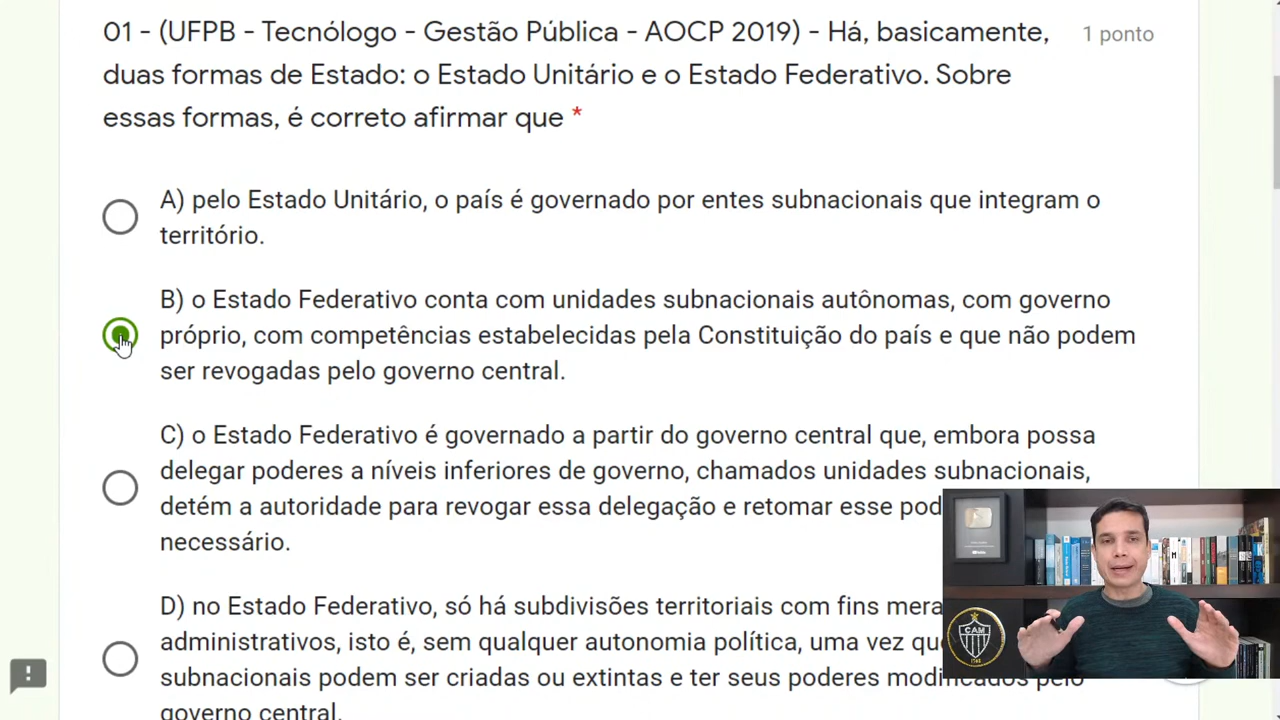 01 - (UFPB - Tecnólogo - Gestão Pública - AOCP 2019) - Há, basicamente,
1 ponto
duas formas de Estado: o Estado Unitário e o Estado Federativo. Sobre
essas formas, é correto afirmar que *
A) pelo Estado Unitário, o país é governado por entes subnacionais que integram o
território.
B) o Estado Federativo conta com unidades subnacionais autônomas, com governo
próprio, com competências estabelecidas pela Constituição do país e que não podem
ser revogadas pelo governo central.
C) o Estado Federativo é governado a partir do governo central que, embora possa
delegar poderes a níveis inferiores de governo, chamados unidades subnacionais,
detém a autoridade para revogar essa delegação e retomar esse
necessário.
D) no Estado Federativo, só há subdivisões territoriais com fins
administrativos, isto é, sem qualquer autonomia política, uma vez
subnacionais podem ser criadas ou extintas e ter seus poderes modificados pelo
governo central.
CAM